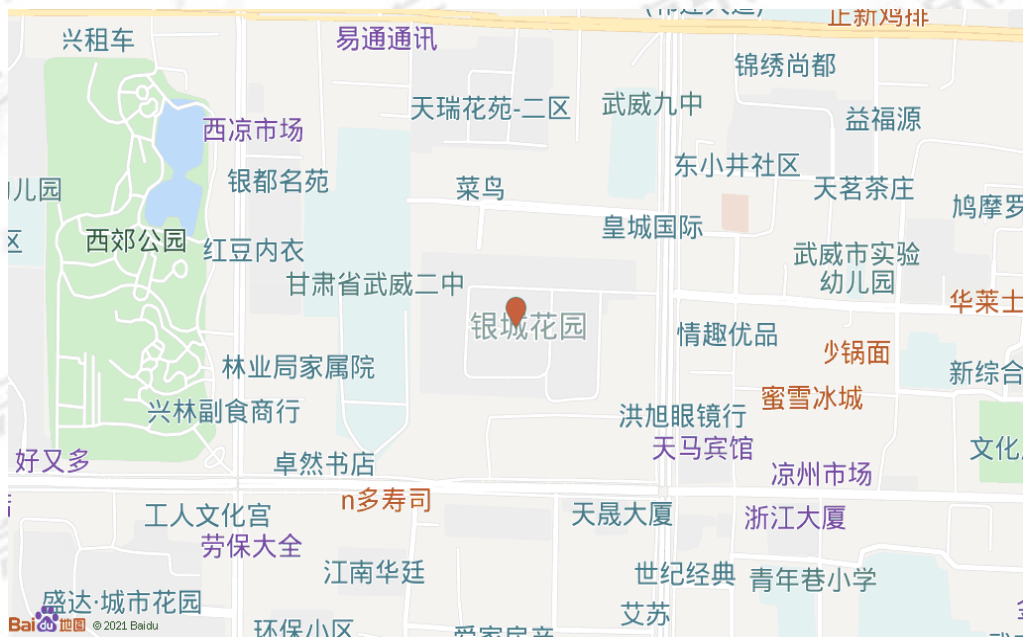 正新鸡排
兴租车
易通通讯
锦绣尚都
天瑞花苑-二区
武威九中
益福源
西凉市场
东小井社区
银都名苑
菜鸟
天茗茶庄
儿园
鸠摩罗
区
西郊公园
红豆内衣
皇城国际
武威市实验
幼儿园
甘肃省武威二中
华莱士
银城花园
情趣优品
锅面
林业局家属院
新综合
兴林副食商行
蜜雪冰城
洪旭眼镜行
天马宾馆
文化
好又多
卓然书店
凉州市场
n多寿司
工人文化宫
天晟大厦
浙江大厦
劳保大全
江南华廷
世纪经典
青年巷小学
盛达·城市花园
艾苏
环保小区
爱家房产
Bai du 地图 © 2021 Baidu